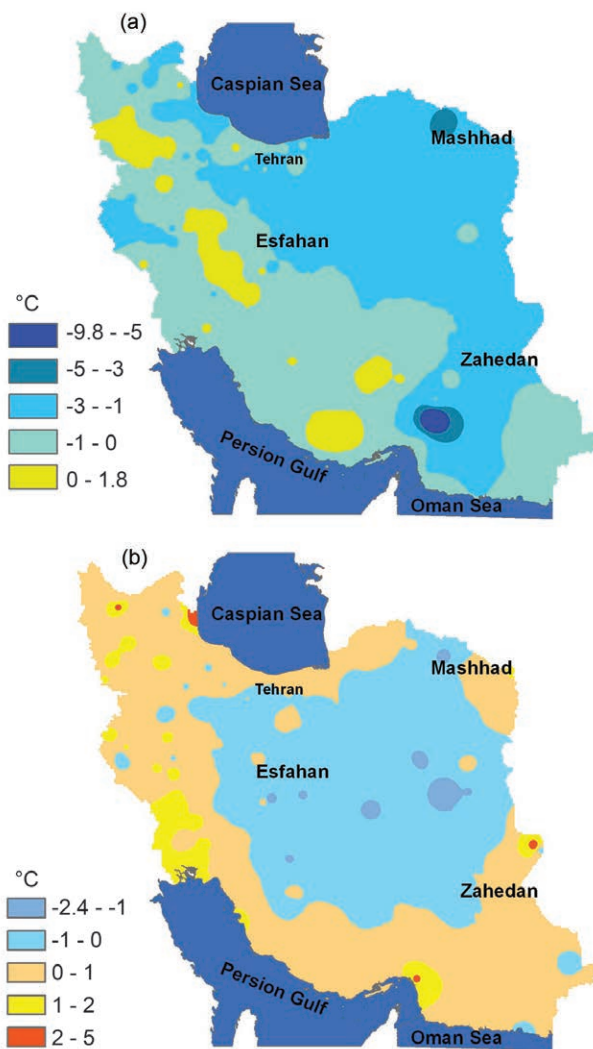 (a)
Caspian Sea
Mashhad
Tehran
Esfahan
°C
-9.8 - -5
-5 - -3
-3 - -1
-1 - 0
0 - 1.8
Zahedan
Persion Gulf
Oman Sea
(b)
Caspian Sea
Mashhad
Tehran
Esfahan
°C
-2.4 - -1
-1 - 0
0 - 1
1 - 2
2 - 5
Zahedan
Persion Gulf
Oman Sea